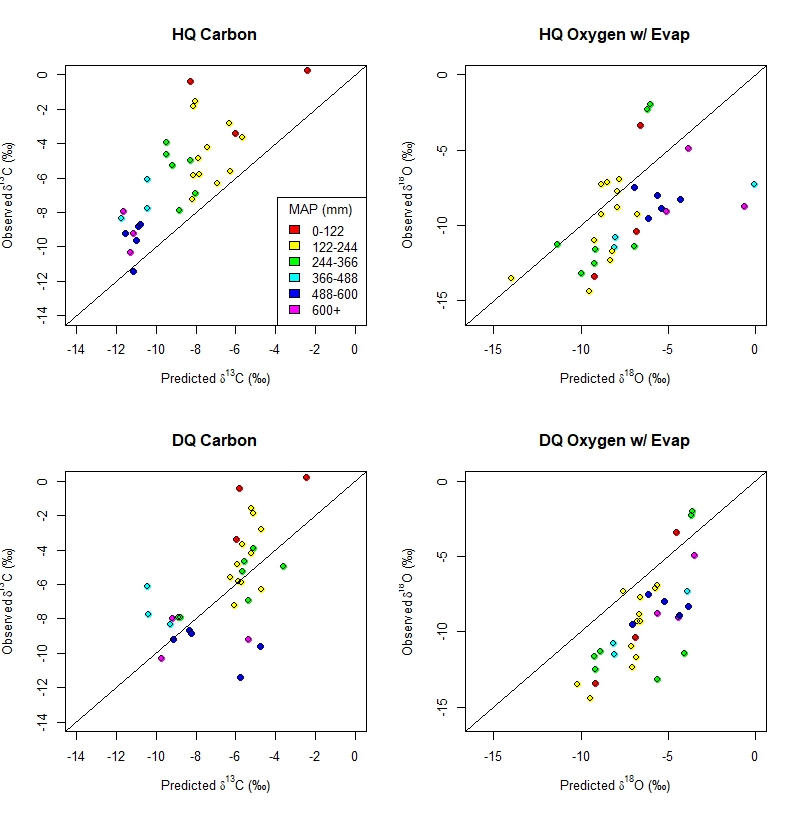 HQ Carbon
Observed δ13C (‰)
0
-2
-4
-6
-8
-10
-12
-14
MAP (mm)
0-122
122-244
244-366
366-488
488-600
600+
-14 -12 -10 -8 -6 -4 -2 0
Predicted δ13C (‰)
HQ Oxygen w/ Evap
Observed δ18O (‰)
0
-5
-10
-15
-15 -10 -5 0
Predicted δ18O (‰)
DQ Carbon
Observed δ13C (‰)
0
-2
-4
-6
-8
-10
-12
-14
-14 -12 -10 -8 -6 -4 -2 0
Predicted δ13C (‰)
DQ Oxygen w/ Evap
Observed δ18O (‰)
0
-5
-10
-15
-15 -10 -5 0
Predicted δ18O (‰)